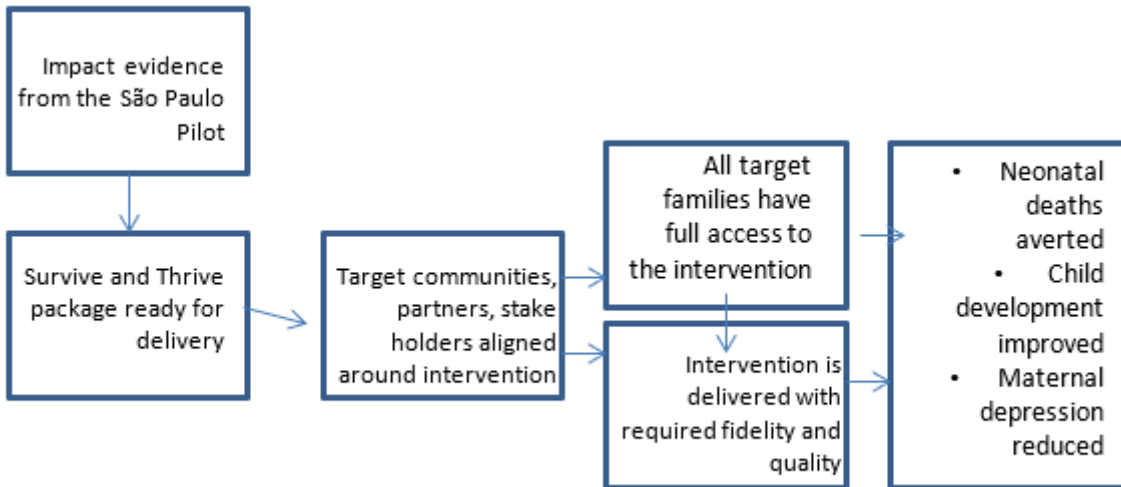 Impact evidence
from the São Paulo
Pilot
Survive and Thrive
package ready for
delivery
Target communities,
partners, stake
holders aligned
around intervention
All target
families have
full access to
the intervention
Intervention is
delivered with
required fidelity and
quality
• Neonatal
deaths
averted
• Child
development
improved
• Maternal
depression
reduced